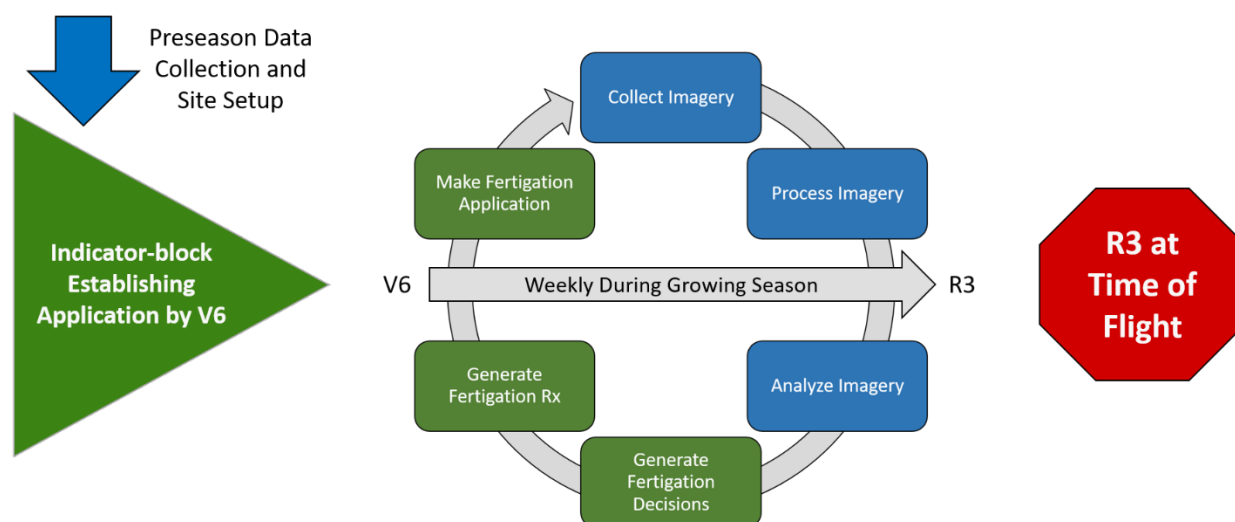 Preseason Data
Collection and
Site Setup
Indicator-block
Establishing
Application by V6
Collect Imagery
Process Imagery
Analyze Imagery
Generate
Fertigation
Decisions
Generate
Fertigation Rx
Make Fertigation
Application
V6
Weekly During Growing Season
R3
R3 at
Time of
Flight